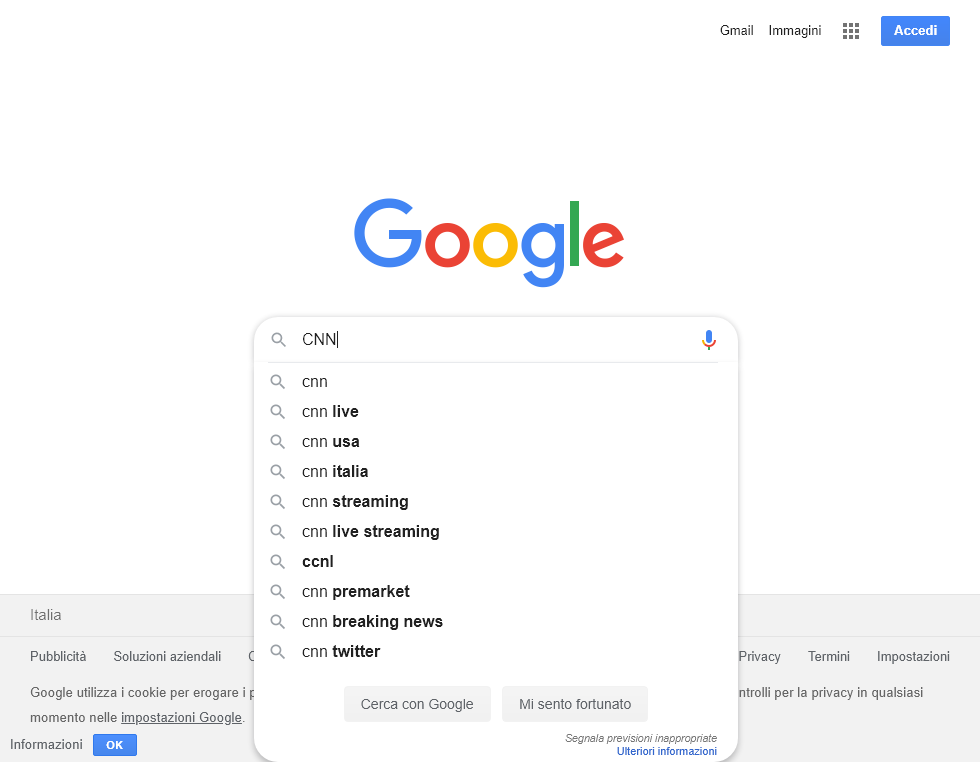 Gmail Immagini Accedi
Google
CNN
cnn
cnn live
cnn usa
cnn italia
cnn streaming
cnn live streaming
ccnl
cnn premarket
cnn breaking news
cnn twitter
Cerca con Google Mi sento fortunato
Segnala previsioni inappropriate
Ulteriori informazioni
Italia
Pubblicità Soluzioni aziendali Privacy Termini Impostazioni
Google utilizza i cookie per erogare i per la privacy in qualsiasi
momento nelle impostazioni Google.
Informazioni OK